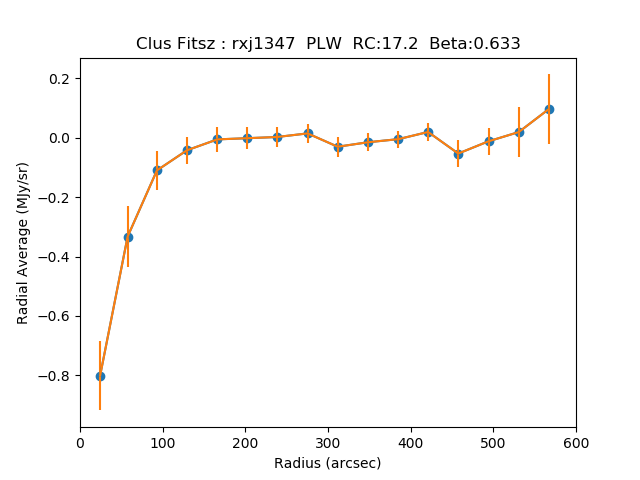 Clus Fitsz : rxj1347  PLW  RC:17.2  Beta:0.633
0.2
0.0
−0.2
−0.4
−0.6
−0.8
Radial Average (MJy/sr)
0 100 200 300 400 500 600
Radius (arcsec)